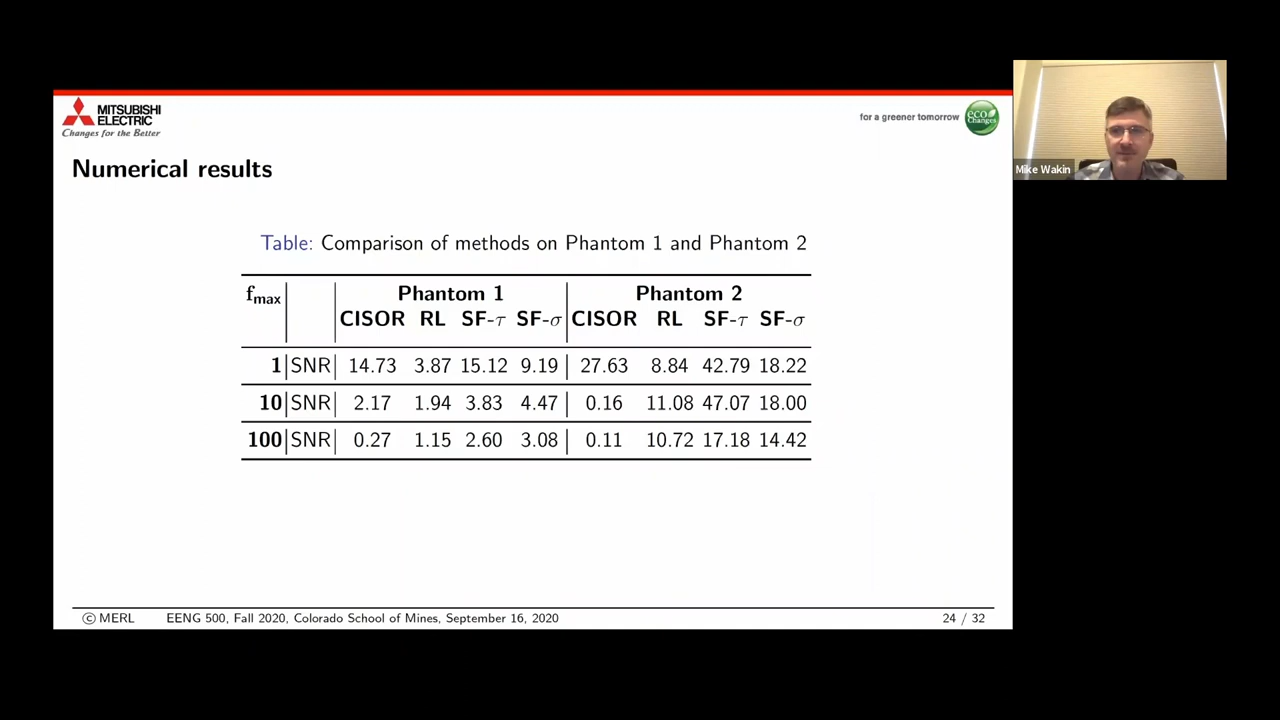 MITSUBISHI
ELECTRIC
Changes for the Better
for a greener tomorrow
eco
Changes
Mike Wakin
Numerical results
Table: Comparison of methods on Phantom 1 and Phantom 2
fmax Phantom 1 Phantom 2
CISOR RL SF-τ SF-σ CISOR RL SF-τ SF-σ
1 SNR 14.73 3.87 15.12 9.19 27.63 8.84 42.79 18.22
10 SNR 2.17 1.94 3.83 4.47 0.16 11.08 47.07 18.00
100 SNR 0.27 1.15 2.60 3.08 0.11 10.72 17.18 14.42
© MERL EENG 500, Fall 2020, Colorado School of Mines, September 16, 2020 24 / 32